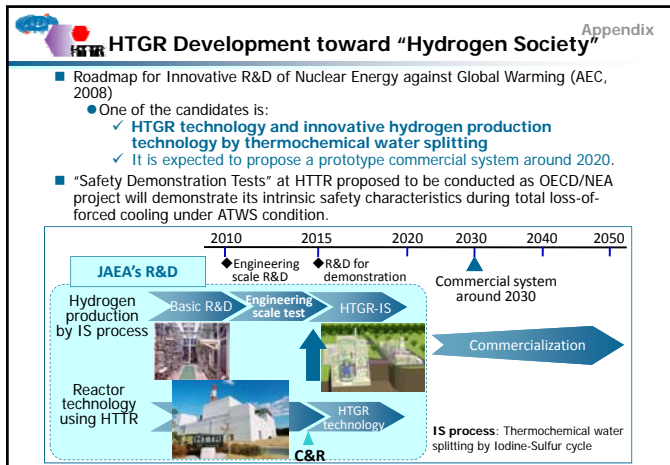 Appendix
HTTR
HTGR Development toward “Hydrogen Society”
■ Roadmap for Innovative R&D of Nuclear Energy against Global Warming (AEC,
2008)
● One of the candidates is:
✓ HTGR technology and innovative hydrogen production
technology by thermochemical water splitting
✓ It is expected to propose a prototype commercial system around 2020.
■ “Safety Demonstration Tests” at HTTR proposed to be conducted as OECD/NEA
project will demonstrate its intrinsic safety characteristics during total loss-of-
forced cooling under ATWS condition.
2010 2015 2020 2030 2040 2050
JAEA's R&D
◆Engineering
scale R&D
◆R&D for
demonstration
Commercial system
around 2030
Hydrogen
production
by IS process
Basic R&D
Engineering
scale test
HTGR-IS
Commercialization
Reactor
technology
using HTTR
HTTR
HTGR
technology
C&R
IS process: Thermochemical water
splitting by Iodine-Sulfur cycle